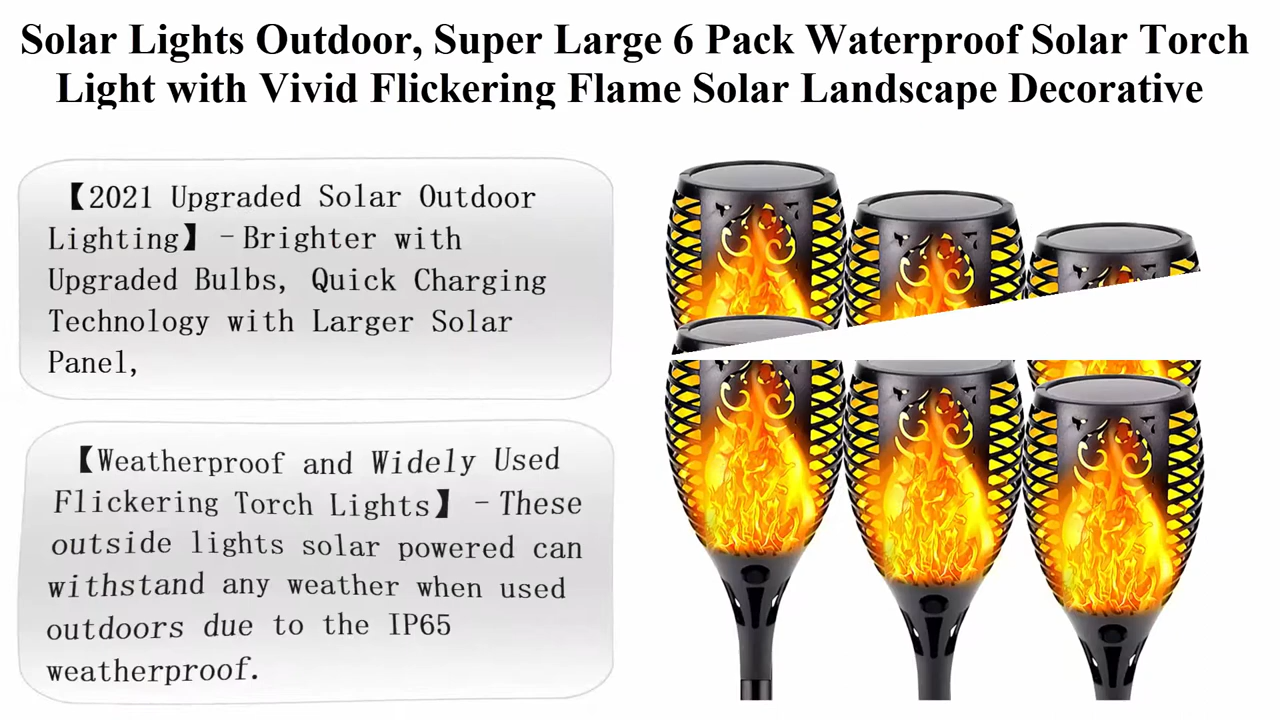 Solar Lights Outdoor, Super Large 6 Pack Waterproof Solar Torch
Light with Vivid Flickering Flame Solar Landscape Decorative
【2021 Upgraded Solar Outdoor
Lighting】 -Brighter with
Upgraded Bulbs, Quick Charging
Technology with Larger Solar
Panel,
【Weatherproof and Widely Used
Flickering Torch Lights】 -These
outside lights solar powered can
withstand any weather when used
outdoors due to the IP65
weatherproof.